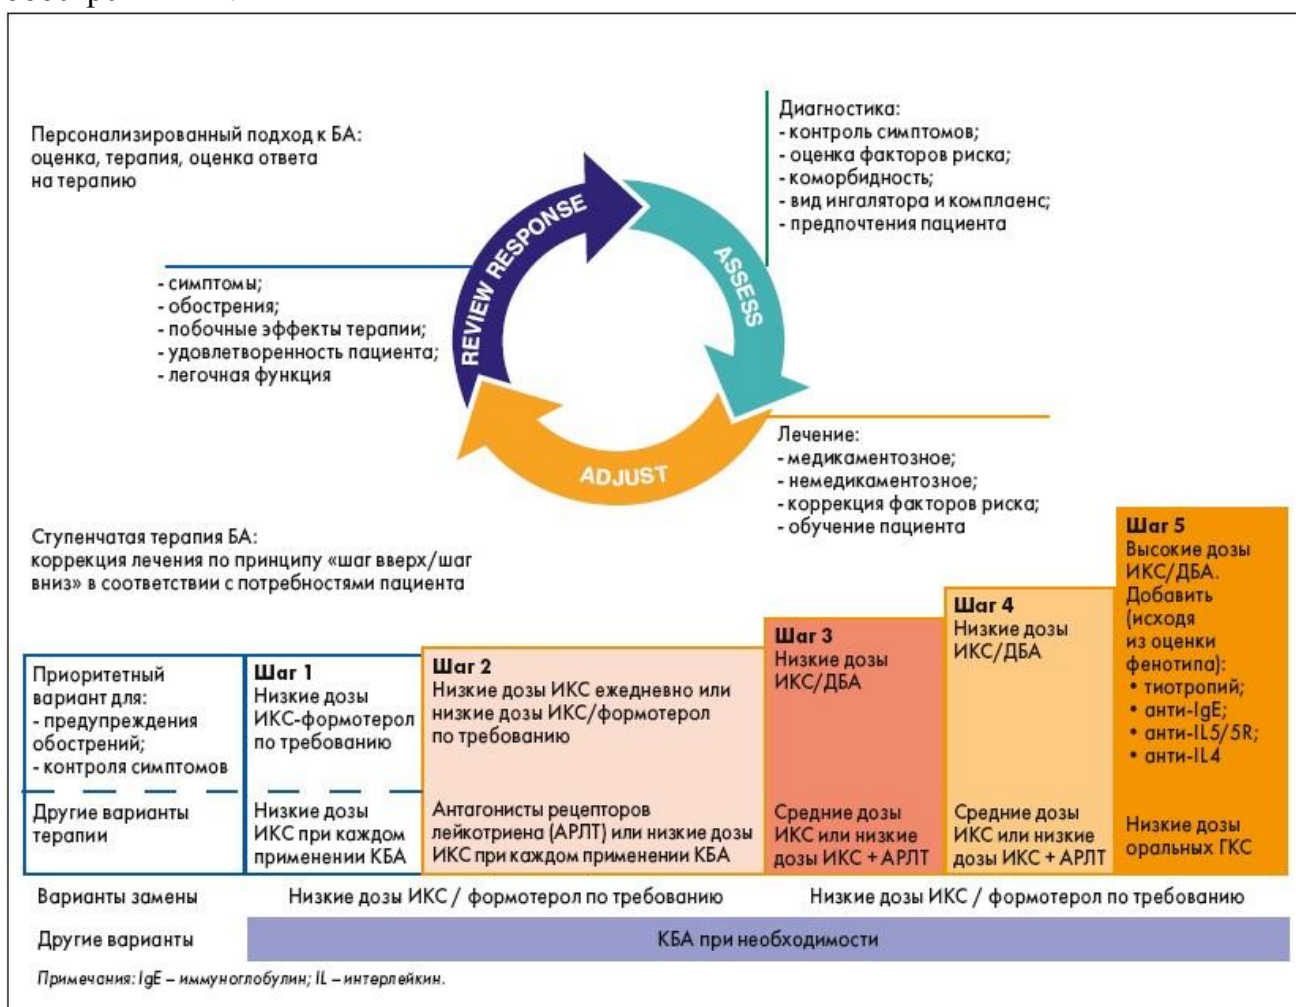 Персонализированный подход к БА:
оценка, терапия, оценка ответа
на терапию
Диагностика:
- контроль симптомов;
- оценка факторов риска;
- коморбидность;
- вид ингалятора и комплаенс;
- предпочтения пациента
REVIEW RESPONSE
ASSESS
ADJUST
- симптомы;
- обострения;
- побочные эффекты терапии;
- удовлетворенность пациента;
- легочная функция
Лечение:
- медикаментозное;
- немедикаментозное;
- коррекция факторов риска;
- обучение пациента
Ступенчатая терапия БА:
коррекция лечения по принципу «шаг вверх/шаг
вниз» в соответствии с потребностями пациента
Приоритетный
вариант для:
- предупреждения
обострений;
- контроля симптомов
Шаг 1
Низкие дозы
ИКС-формотерол
по требованию
Шаг 2
Низкие дозы ИКС ежедневно или
низкие дозы ИКС/формотерол
по требованию
Шаг 3
Низкие дозы
ИКС/ДБА
Шаг 4
Низкие дозы
ИКС/ДБА
Шаг 5
Высокие дозы
ИКС/ДБА.
Добавить
(исходя
из оценки
фенотипа):
• тиотропий;
• анти-IgE;
• анти-IL5/5R;
• анти-IL4
Другие варианты
терапии
Низкие дозы
ИКС при каждом
применении КБА
Антагонисты рецепторов
лейкотриена (АРЛТ) или низкие дозы
ИКС при каждом применении КБА
Средние дозы
ИКС или низкие
дозы ИКС + АРЛТ
Средние дозы
ИКС или низкие
дозы ИКС + АРЛТ
Низкие дозы
оральных ГКС
Варианты замены
Низкие дозы ИКС / формотерол по требованию
Низкие дозы ИКС / формотерол по требованию
Другие варианты
КБА при необходимости
Примечания: IgE – иммуноглобулин; IL – интерлейкин.